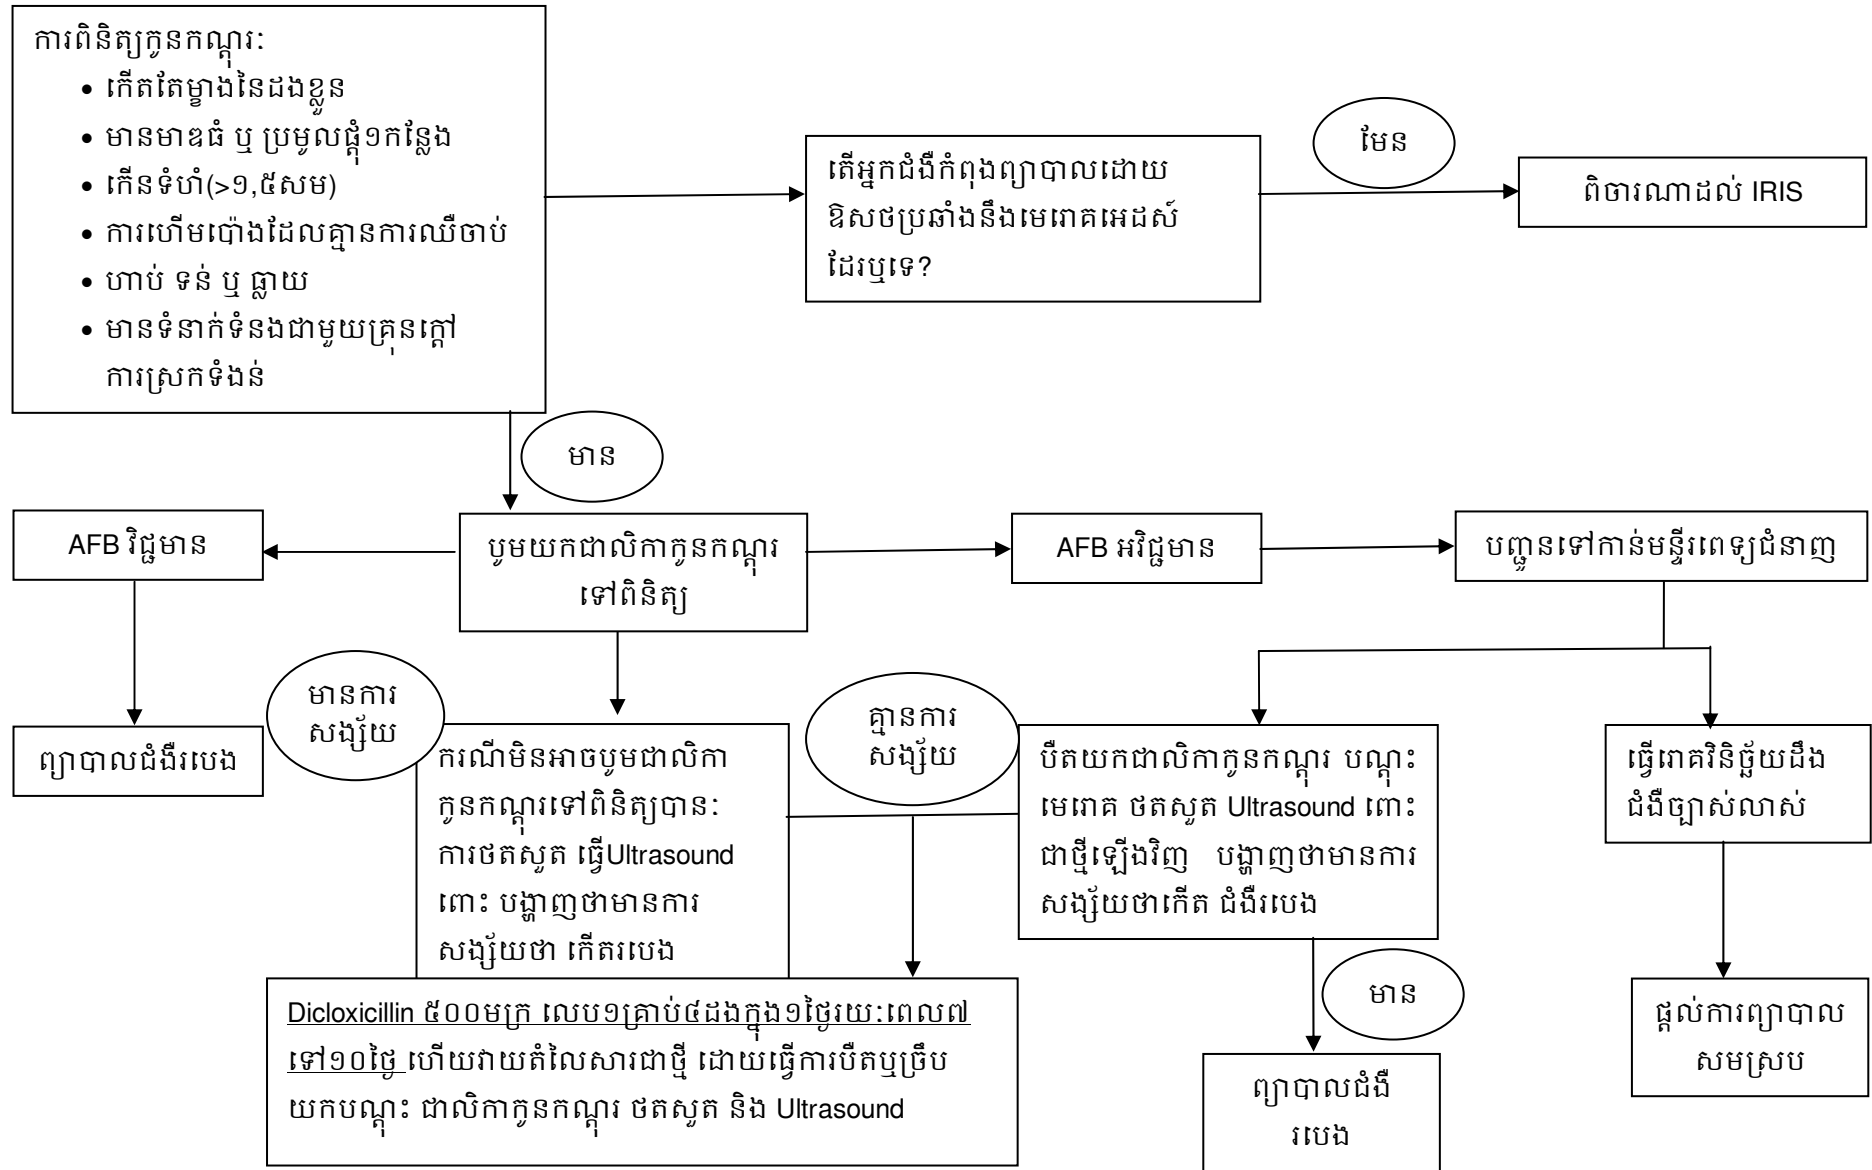 ការពិនិត្យកូនកណ្តុរៈ
• កើតតែម្ខាងនៃដងខ្លួន
• មានមាឌធំ ឬ ប្រមូលផ្តុំ១កន្លែង
• កើនទំហំ(>១,៥សម)
• ការហើមប៉ោងដែលគ្មានការឈឺចាប់
• ហាប់ ទន់ ឬ ធ្លាយ
• មានទំនាក់ទំនងជាមួយគ្រុនក្តៅ
ការស្រកទំងន់
តើអ្នកជំងឺកំពុងព្យាបាលដោយ
ឱសថប្រឆាំងនឹងមេរោគអេដស៍
ដែរឬទេ?
មែន
ពិចារណាដល់ IRIS
មាន
AFB វិជ្ជមាន
បូមយកជាលិកាកូនកណ្តុរ
ទៅពិនិត្យ
AFB អវិជ្ជមាន
បញ្ជូនទៅកាន់មន្ទីរពេទ្យជំនាញ
ព្យាបាលជំងឺរបេង
មានការ
សង្ស័យ
ករណីមិនអាចបូមជាលិកា
កូនកណ្តុរទៅពិនិត្យបានៈ
ការថតសួត ធ្វើUltrasound
ពោះ បង្ហាញថាមានការ
សង្ស័យថា កើតរបេង
គ្មានការ
សង្ស័យ
បឺតយកជាលិកាកូនកណ្តុរ បណ្តុះ
មេរោគ ថតសួត Ultrasound ពោះ
ជាថ្មីឡើងវិញ បង្ហាញថាមានការ
សង្ស័យថាកើត ជំងឺរបេង
ធ្វើរោគវិនិច្ឆ័យដឹង
ជំងឺច្បាស់លាស់
Dicloxicillin ៥០០មក្រ លេប១គ្រាប់៤ដងក្នុង១ថ្ងៃរយៈពេល៧
ទៅ១០ថ្ងៃ ហើយវាយតំលៃសារជាថ្មី ដោយធ្វើការបឺតឬច្រឹប
យកបណ្តុះ ជាលិកាកូនកណ្តុរ ថតសួត និង Ultrasound
មាន
ព្យាបាលជំងឺ
របេង
ផ្តល់ការព្យាបាល
សមស្រប